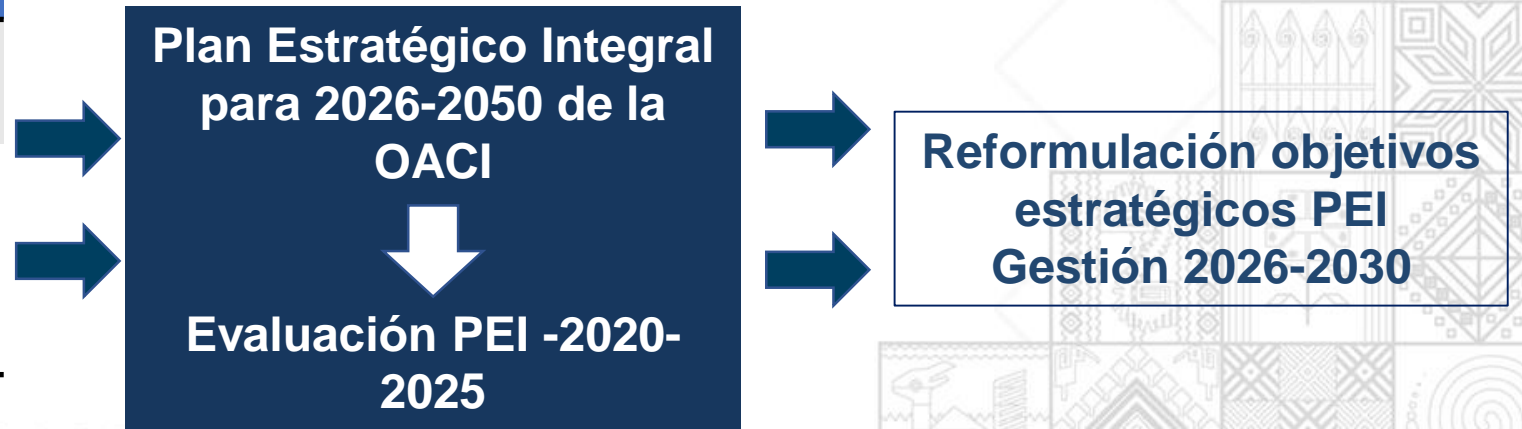 Plan Estratégico Integral
para 2026-2050 de la
OACI
Evaluación PEI -2020-
2025
Reformulación objetivos
estratégicos PEI
Gestión 2026-2030